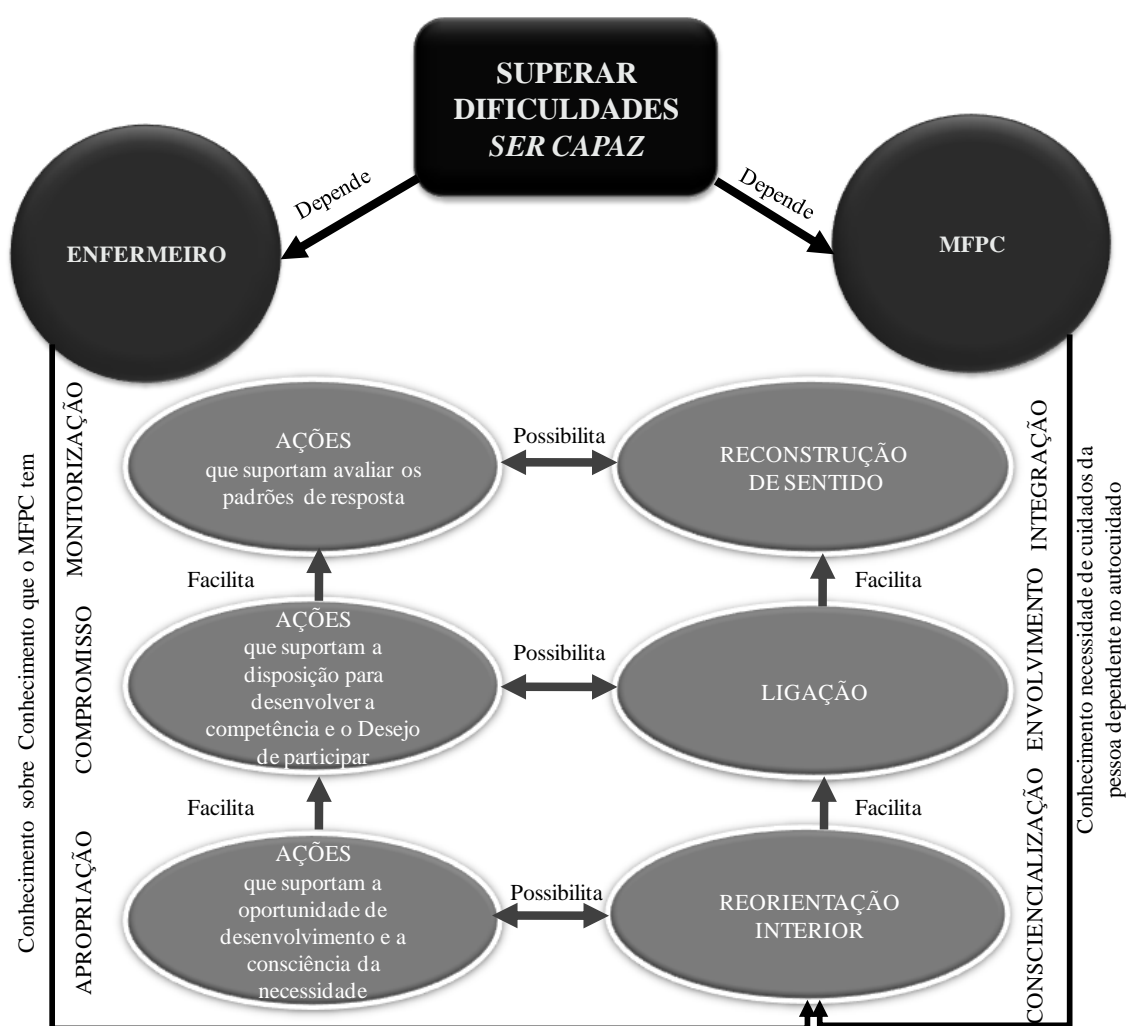 SUPERAR
DIFICULDADES
SER CAPAZ
Depende
Depende
ENFERMEIRO
MFPC
Conhecimento sobre Conhecimento que o MFPC tem
MONITORIZAÇÃO
AÇÕES
que suportam avaliar os
padrões de resposta
Possibilita
RECONSTRUÇÃO
DE SENTIDO
INTEGRAÇÃO
Conhecimento necessidade de cuidados da
pessoa dependente no autocuidado
Facilita
Facilita
COMPROMISSO
AÇÕES
que suportam a
disposição para
desenvolver a
competência e o Desejo
de participar
Possibilita
LIGAÇÃO
ENVOLVIMENTO
Facilita
Facilita
APROPRIAÇÃO
AÇÕES
que suportam a
oportunidade de
desenvolvimento e a
consciência da
necessidade
Possibilita
REORIENTAÇÃO
INTERIOR
CONSCIENCIALIZAÇÃO